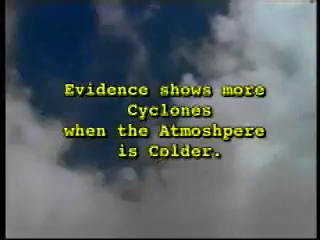 Evidence shows more
Cyclones
when the Atmoshpere
is Colder.